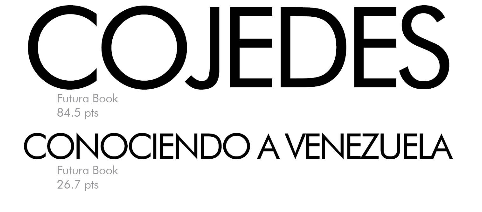 COJEDES
Futura Book
84.5 pts
CONOCIENDO A VENEZUELA
Futura Book
26.7 pts